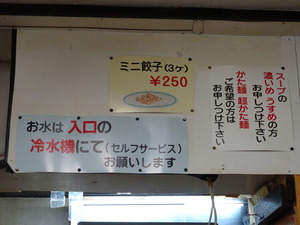 ミニ餃子(3ヶ)
¥250
お水は入口の
冷水機にて(セルフサービス)
お願いします
スープの
濃いめ うすめの方
お申しつけ下さい
かた麺 超かた麺
ご希望の方は
お申しつけ下さい